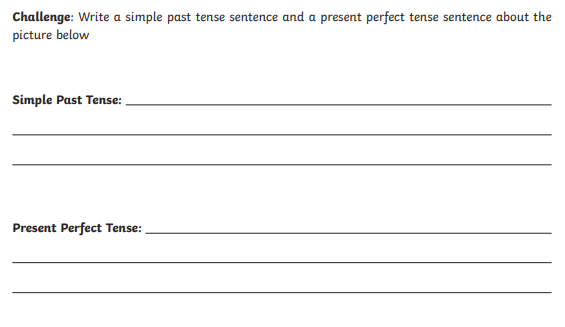 Challenge: Write a simple past tense sentence and a present perfect tense sentence about the
picture below
Simple Past Tense:
Present Perfect Tense: